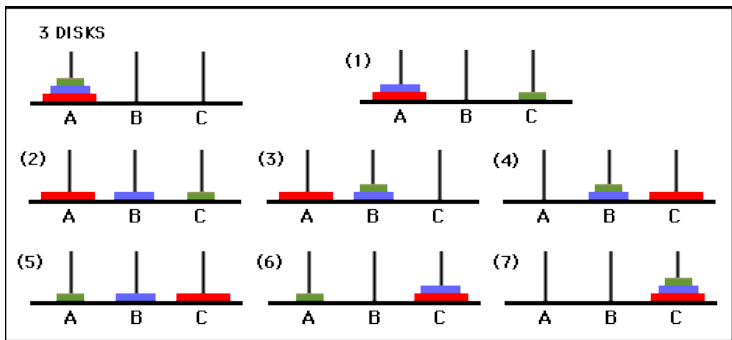 3 DISKS
A B C
(1)
A B C
(2)
A B C
(3)
A B C
(4)
A B C
(5)
A B C
(6)
A B C
(7)
A B C